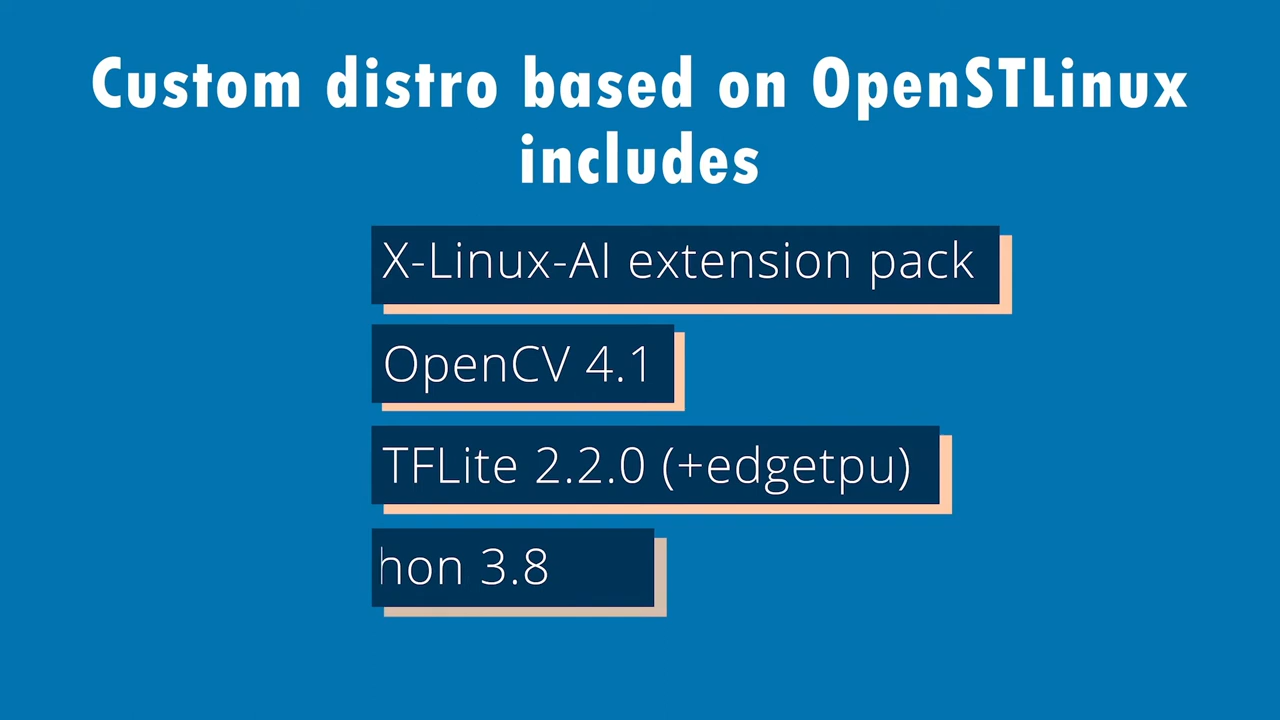 Custom distro based on OpenSTLinux
includes
X-Linux-AI extension pack
OpenCV 4.1
TFLite 2.2.0 (+edgetpu)
hon 3.8